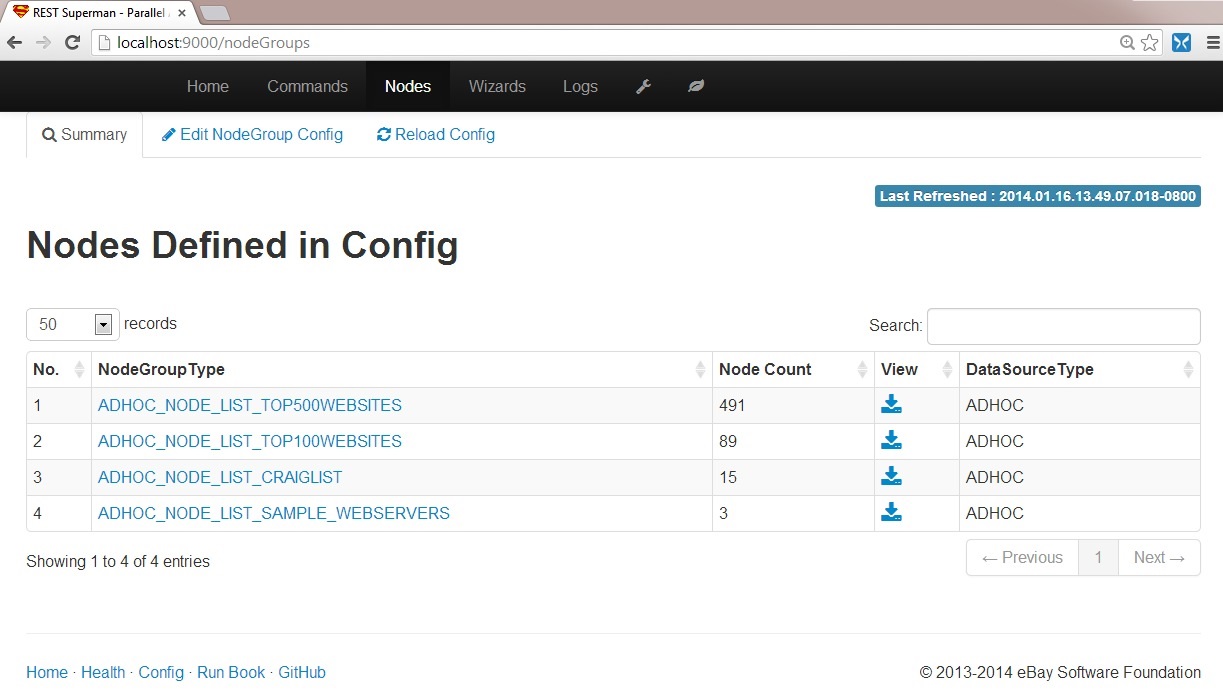 REST Superman - Parallel
localhost:9000/nodeGroups
Home Commands Nodes Wizards Logs
Summary Edit NodeGroup Config Reload Config
Last Refreshed : 2014.01.16.13.49.07.018-0800
Nodes Defined in Config
50 records Search:
No. NodeGroupType Node Count View DataSourceType
1 ADHOC_NODE_LIST_TOP500WEBSITES 491 ADHOC
2 ADHOC_NODE_LIST_TOP100WEBSITES 89 ADHOC
3 ADHOC_NODE_LIST_CRAIGLIST 15 ADHOC
4 ADHOC_NODE_LIST_SAMPLE_WEBSERVERS 3 ADHOC
Showing 1 to 4 of 4 entries ← Previous 1 Next →
Home · Health · Config · Run Book · GitHub © 2013-2014 eBay Software Foundation